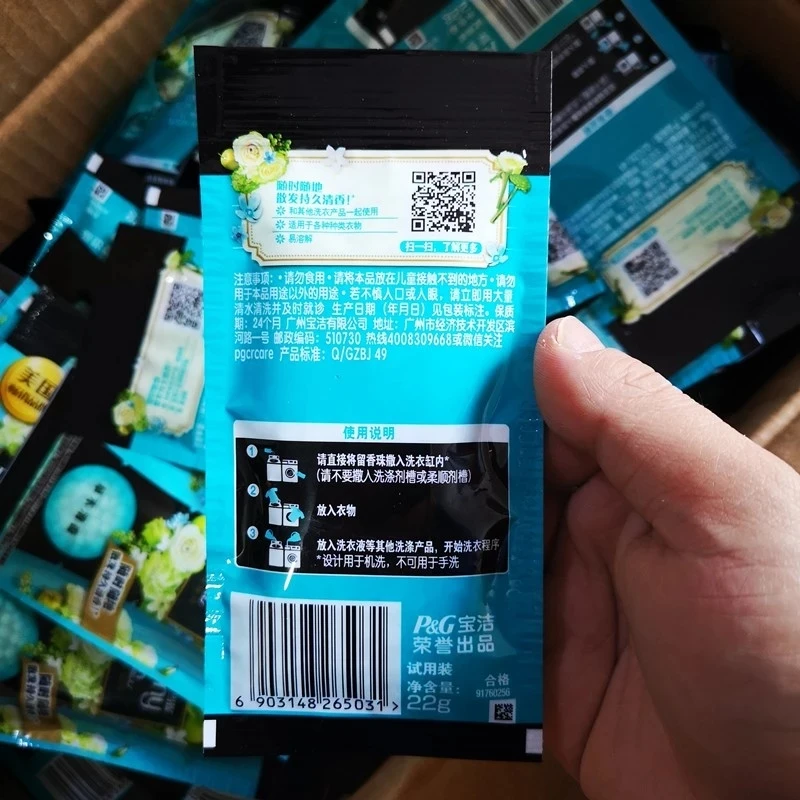 随时随地
散发持久清香!*
和其他洗衣产品一起使用
适用于各种种类衣物
易溶解
扫一扫，了解更多
注意事项：•请勿食用•请将本品放在儿童接触不到的地方•请勿
用于本品用途以外的用途•若不慎入口或入眼，请立即用大量
清水清洗并及时就诊 生产日期（年月日）见包装标注。保质
期：24个月 广州宝洁有限公司 地址：广州市经济技术开发区滨
河路一号 邮政编码：510730 热线4008309668或微信关注
pgcrcare 产品标准：Q/GZBJ 49
使用说明
1 请直接将留香珠撒入洗衣缸内*
(请不要撒入洗涤剂槽或柔顺剂槽)
2 放入衣物
3 放入洗衣液等其他洗涤产品，开始洗衣程序
*设计用于机洗，不可用于手洗
P&G 宝洁
荣誉出品
试用装
净含量：
22g
合格
91760256
6 903148 265031 >
美国